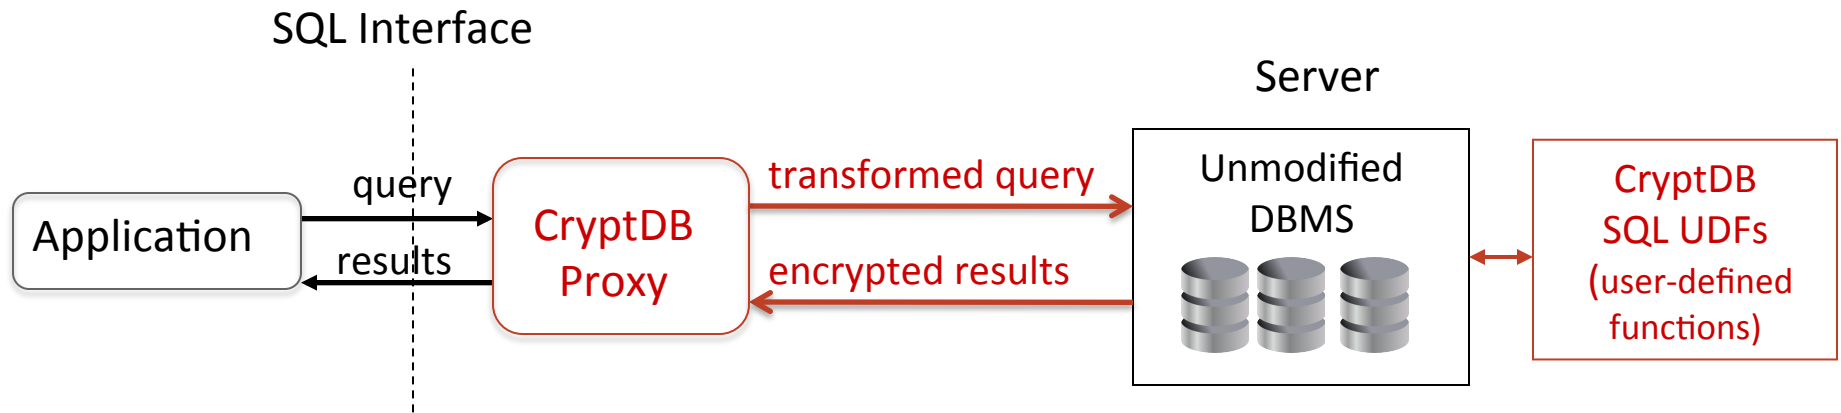 SQL Interface
Server
Application
query
results
CryptDB
Proxy
transformed query
encrypted results
Unmodified
DBMS
CryptDB
SQL UDFs
(user-defined
functions)